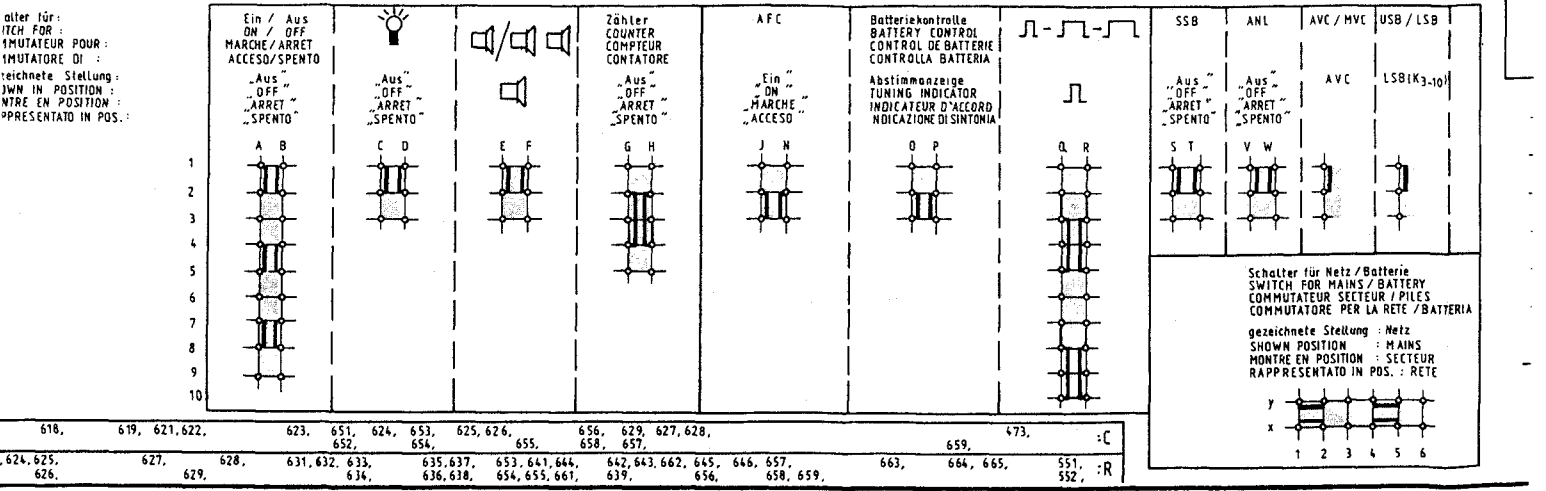 alter für:
ITCH FOR :
MMUTATEUR POUR :
MMUTATORE DI :
zeichnete Stellung :
OWN IN POSITION :
NTRE EN POSITION :
PPRESENTATO IN POS. :
Ein / Aus
ON / OFF
MARCHE / ARRET
ACCESO/SPENTO
„Aus"
„OFF"
„ARRET"
„SPENTO"
A B
„Aus"
„OFF"
„ARRET"
„SPENTO"
C D
E F
Zähler
COUNTER
COMPTEUR
CONTATORE
„Aus"
„OFF"
„ARRET"
„SPENTO"
G H
AFC
„Ein"
„ON"
„MARCHE"
„ACCESO"
J N
Batteriekontrolle
BATTERY CONTROL
CONTROL DE BATTERIE
CONTROLLA BATTERIA
Abstimmanzeige
TUNING INDICATOR
INDICATEUR D'ACCORD
NDICAZIONE DI SINTONIA
O P
Q R
SSB
„Aus"
„OFF"
„ARRET"
„SPENTO"
S T
ANL
„Aus"
„OFF"
„ARRET"
„SPENTO"
V W
AVC / MVC
AVC
USB / LSB
LSB(K3-10)
1
2
3
4
5
6
7
8
9
10
Schalter für Netz / Batterie
SWITCH FOR MAINS / BATTERY
COMMUTATEUR SECTEUR / PILES
COMMUTATORE PER LA RETE / BATTERIA
gezeichnete Stellung : Netz
SHOWN POSITION : MAINS
MONTRE EN POSITION : SECTEUR
RAPPRESENTATO IN POS. : RETE
y
x
1 2 3 4 5 6
618, 619, 621,622, 623, 651, 624, 653, 625,626, 656, 629, 627,628, 473, :C
652, 654, 655, 658, 657, 659,
,624,625, 627, 628, 631,632, 633, 635,637, 653,641,644, 642,643,662, 645, 646, 657, 663, 664, 665, 551, :R
626, 629, 634, 636,638, 654,655,661, 639, 656, 658, 659, 552,